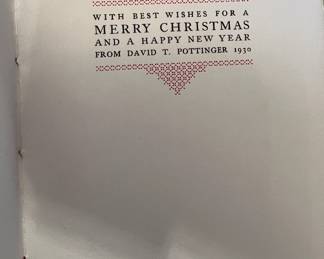 WITH BEST WISHES FOR A
MERRY CHRISTMAS
AND A HAPPY NEW YEAR
FROM DAVID T. POTTINGER 1930